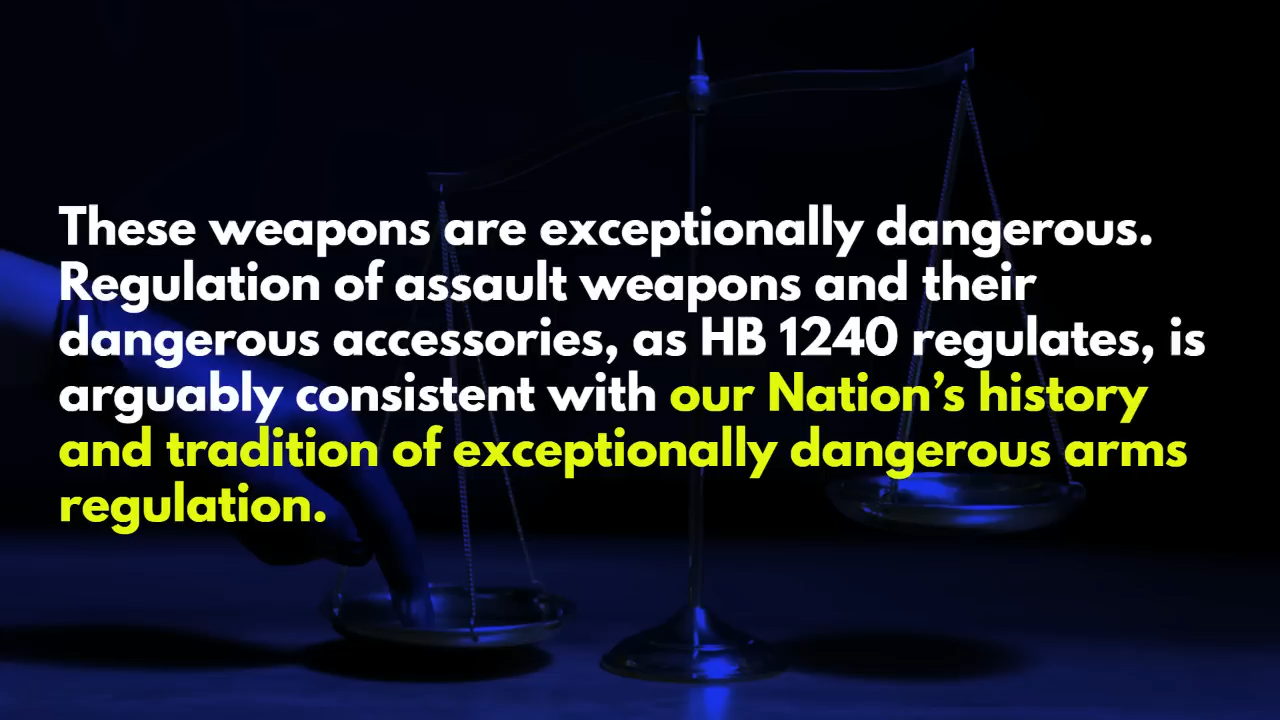 These weapons are exceptionally dangerous.
Regulation of assault weapons and their
dangerous accessories, as HB 1240 regulates, is
arguably consistent with our Nation’s history
and tradition of exceptionally dangerous arms
regulation.